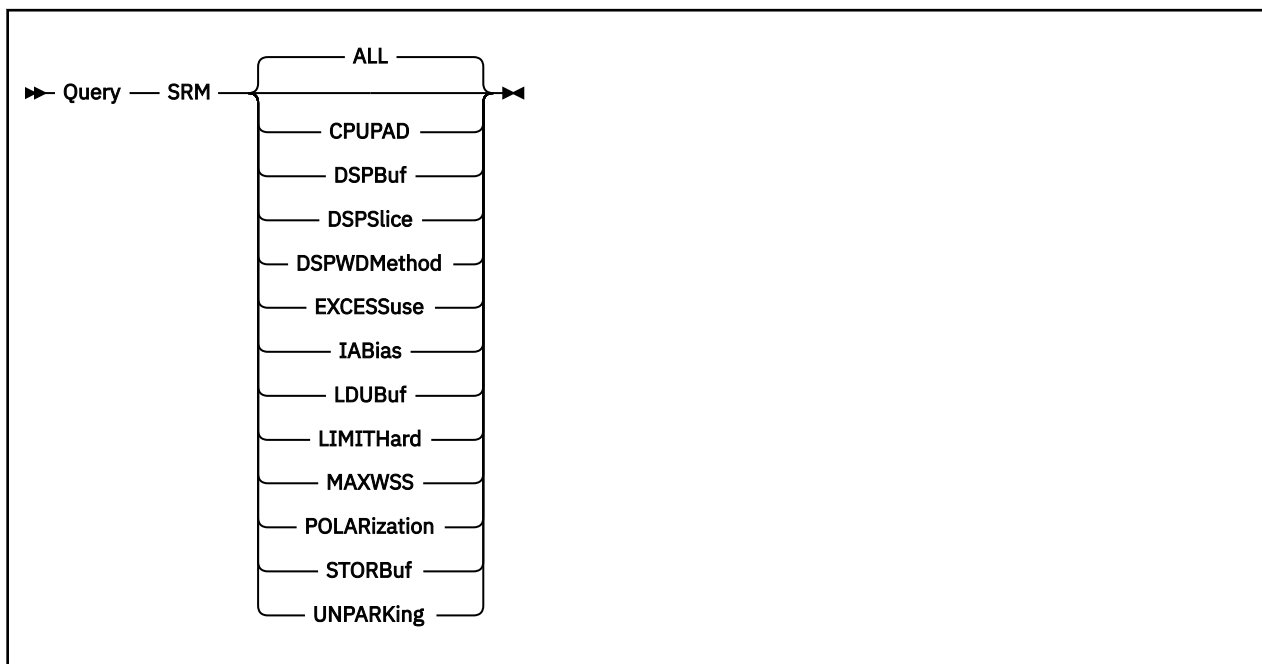 ALL
Query SRM
CPUPAD
DSPBuf
DSPSlice
DSPWDMethod
EXCESSuse
IABias
LDUBuf
LIMITHard
MAXWSS
POLARization
STORBuf
UNPARKing